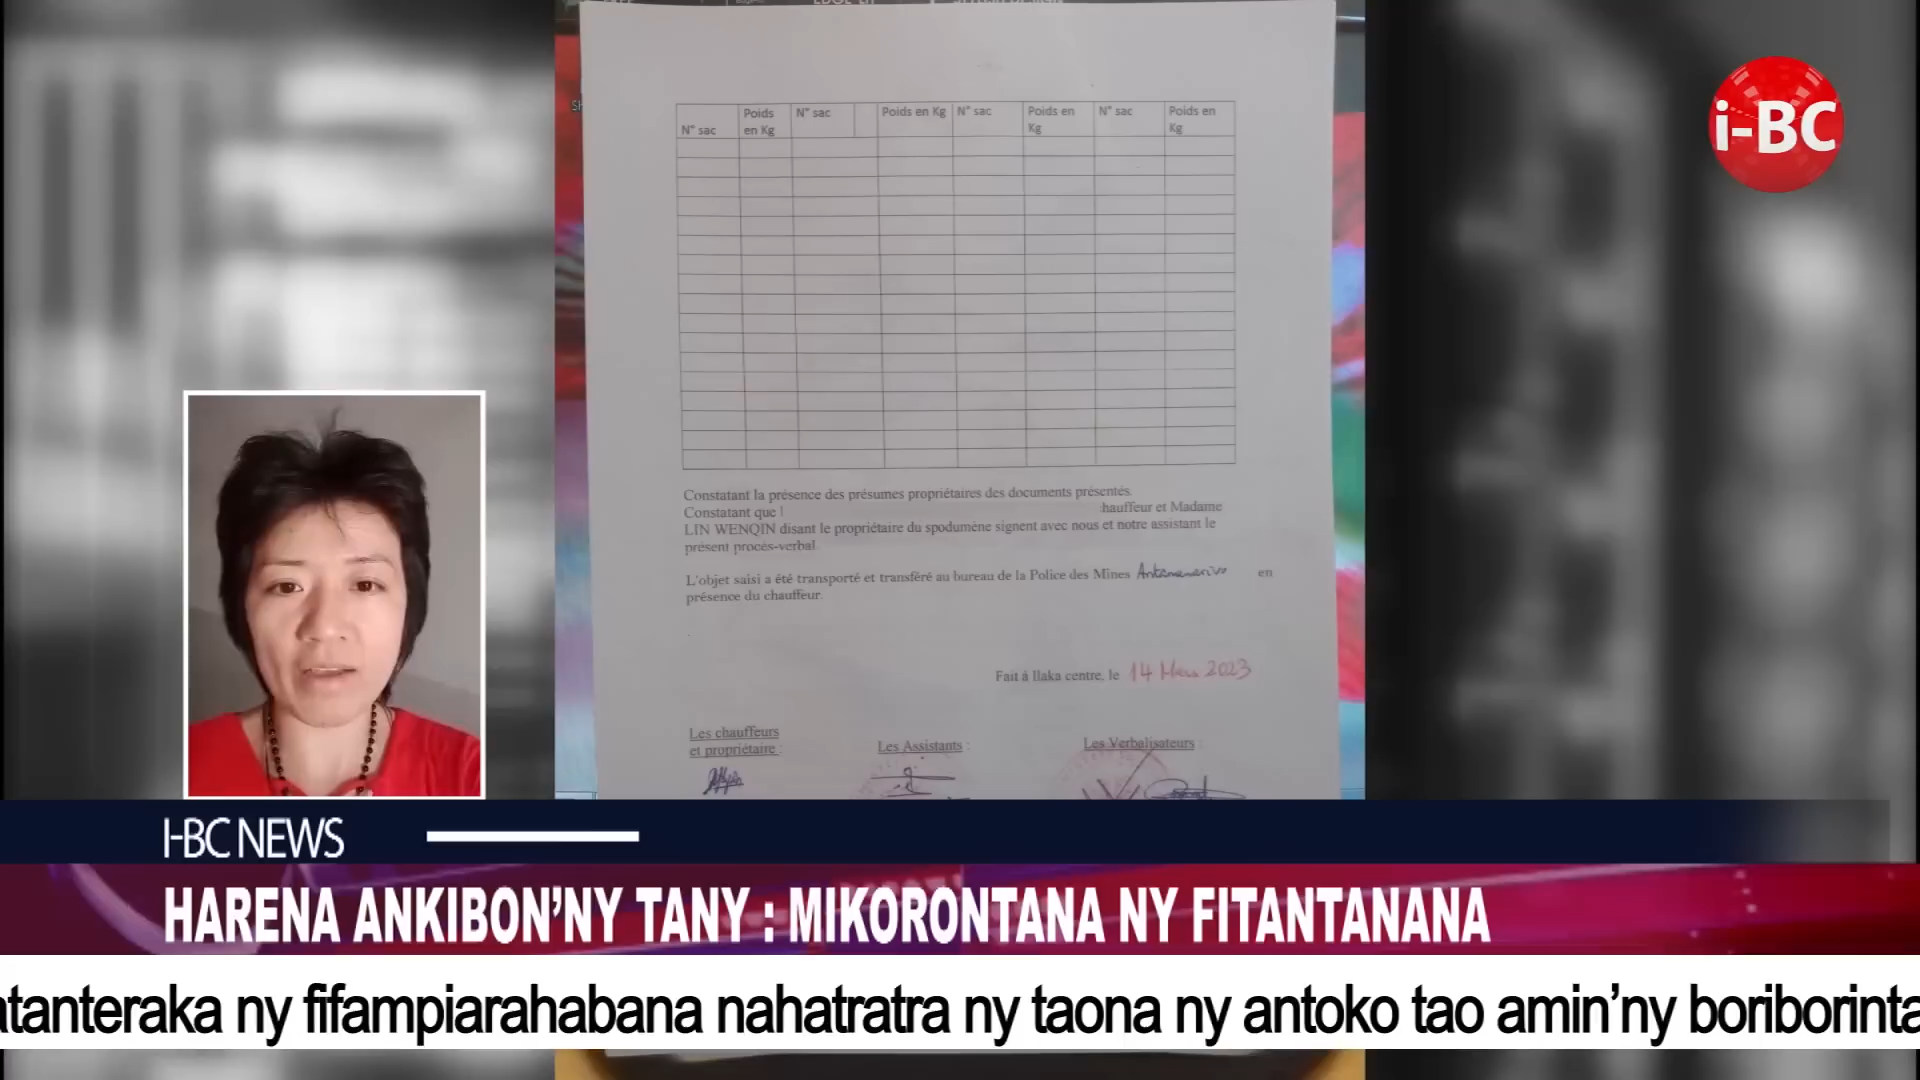 i-BC
N° sac Poids en Kg N° sac Poids en Kg N° sac Poids en Kg N° sac Poids en Kg
Constatant la présence des présumes propriétaires des documents présentés.
Constatant que hauffeur et Madame
LIN WENQIN disant le propriétaire du spodumène signent avec nous et notre assistant le
présent procès-verbal
L'objet saisi a été transporté et transféré au bureau de la Police des Mines Antananarivo en
présence du chauffeur.
Fait à Ilaka centre, le 14 Mars 2023
Les chauffeurs
et propriétaire :
Les Assistants :
Les Verbalisateurs :
I-BC NEWS
HARENA ANKIBON'NY TANY : MIKORONTANA NY FITANTANANA
atanteraka ny fifampiarahabana nahatratra ny taona ny antoko tao amin'ny boriborinta